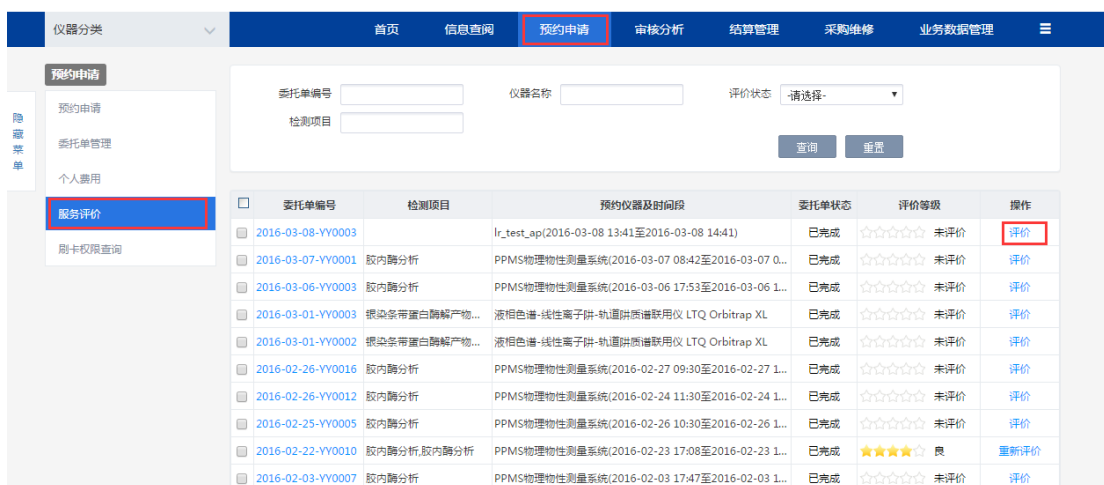 仪器分类 首页 信息查阅 预约申请 审核分析 结算管理 采购维修 业务数据管理
预约申请
预约申请
委托单管理
个人费用
服务评价
刷卡权限查询
隐藏菜单
委托单编号 仪器名称 评价状态 -请选择-
检测项目
查询 重置
委托单编号 检测项目 预约仪器及时间段 委托单状态 评价等级 操作
2016-03-08-YY0003 lr_test_ap(2016-03-08 13:41至2016-03-08 14:41) 已完成 未评价 评价
2016-03-07-YY0001 胶内酶分析 PPMS物理物性测量系统(2016-03-07 08:42至2016-03-07 0... 已完成 未评价 评价
2016-03-06-YY0003 胶内酶分析 PPMS物理物性测量系统(2016-03-06 17:53至2016-03-06 1... 已完成 未评价 评价
2016-03-01-YY0003 银染条带蛋白酶解产物... 液相色谱-线性离子阱-轨道阱质谱联用仪 LTQ Orbitrap XL 已完成 未评价 评价
2016-03-01-YY0002 银染条带蛋白酶解产物... 液相色谱-线性离子阱-轨道阱质谱联用仪 LTQ Orbitrap XL 已完成 未评价 评价
2016-02-26-YY0016 胶内酶分析 PPMS物理物性测量系统(2016-02-27 09:30至2016-02-27 1... 已完成 未评价 评价
2016-02-26-YY0012 胶内酶分析 PPMS物理物性测量系统(2016-02-24 11:30至2016-02-24 1... 已完成 未评价 评价
2016-02-25-YY0005 胶内酶分析 PPMS物理物性测量系统(2016-02-26 10:30至2016-02-26 1... 已完成 未评价 评价
2016-02-22-YY0010 胶内酶分析,胶内酶分析 PPMS物理物性测量系统(2016-02-23 17:08至2016-02-23 1... 已完成 良 重新评价
2016-02-03-YY0007 胶内酶分析 PPMS物理物性测量系统(2016-02-03 17:47至2016-02-03 1... 已完成 未评价 评价